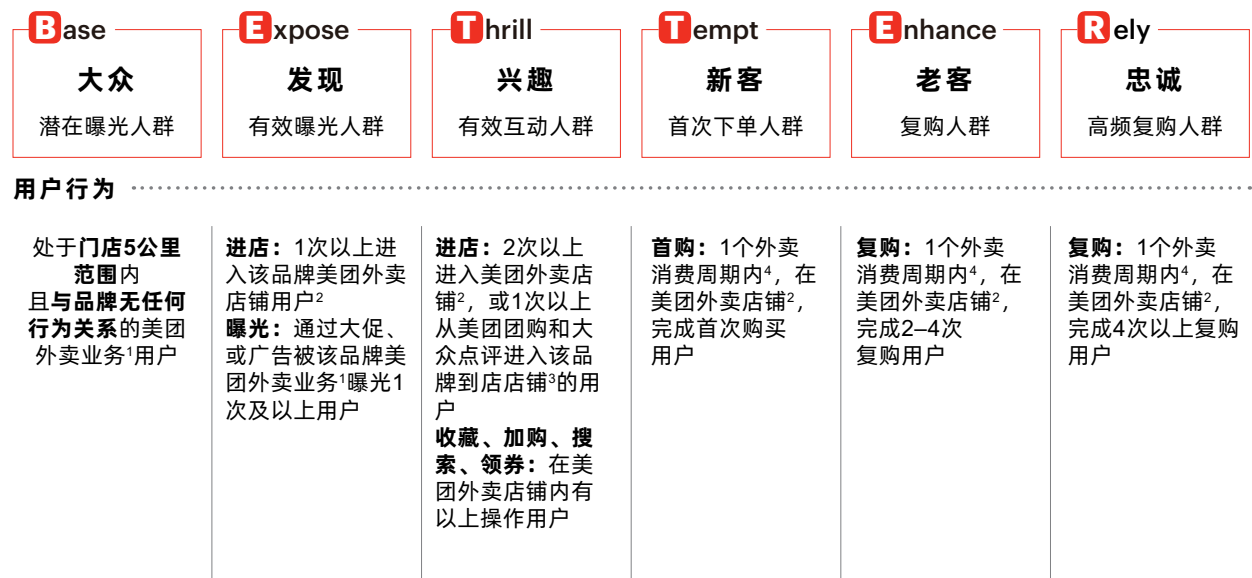 Base
大众
潜在曝光人群
Expose
发现
有效曝光人群
Thrill
兴趣
有效互动人群
Tempt
新客
首次下单人群
Enhance
老客
复购人群
Rely
忠诚
高频复购人群
用户行为
处于门店5公里
范围内
且与品牌无任何
行为关系的美团
外卖业务¹用户
进店：1次以上进
入该品牌美团外卖
店铺用户²
曝光：通过大促、
或广告被该品牌美
团外卖业务¹曝光1
次及以上用户
进店：2次以上
进入美团外卖店
铺²，或1次以上
从美团团购和大
众点评进入该品
牌到店店铺³的用
户
收藏、加购、搜
索、领券：在美
团外卖店铺内有
以上操作用户
首购：1个外卖
消费周期内⁴，在
美团外卖店铺²，
完成首次购买
用户
复购：1个外卖
消费周期内⁴，在
美团外卖店铺²，
完成2–4次
复购用户
复购：1个外卖
消费周期内⁴，在
美团外卖店铺²，
完成4次以上复购
用户